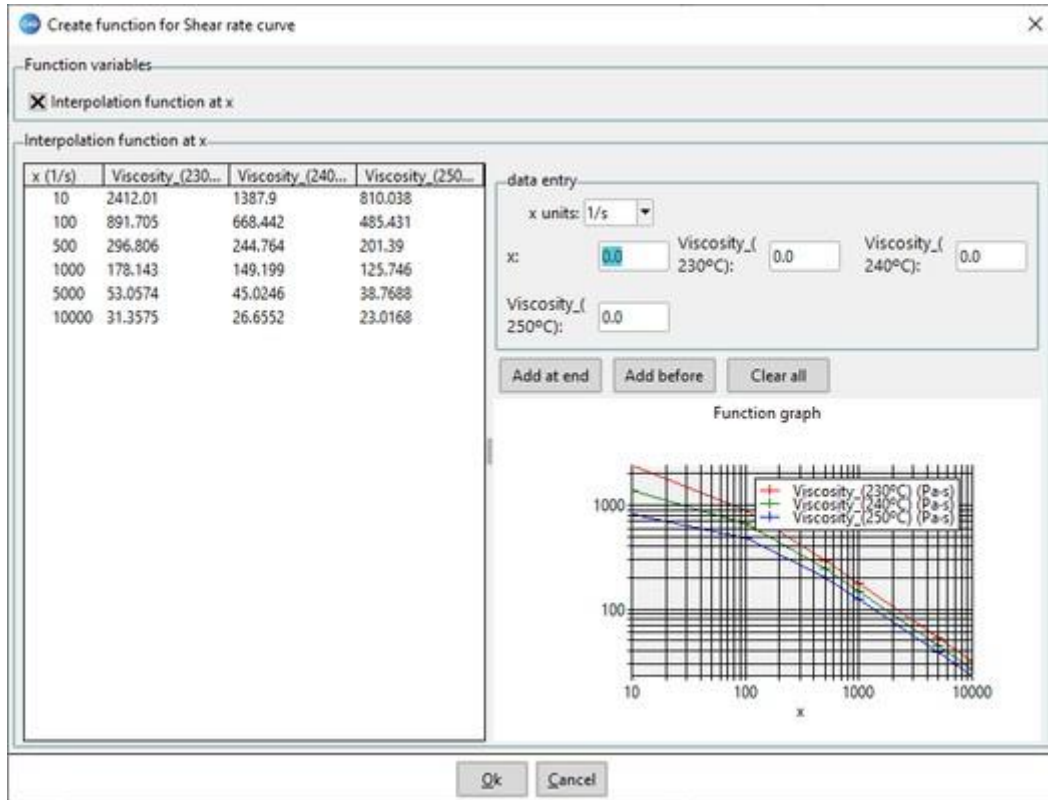 Create function for Shear rate curve
Function variables
Interpolation function at x
Interpolation function at x
x (1/s) Viscosity_(230... Viscosity_(240... Viscosity_(250...
10 2412.01 1387.9 810.038
100 891.705 668.442 485.431
500 296.806 244.764 201.39
1000 178.143 149.199 125.746
5000 53.0574 45.0246 38.7688
10000 31.3575 26.6552 23.0168
data entry
x units: 1/s
x: 0.0 Viscosity_(
230ºC): 0.0 Viscosity_(
240ºC): 0.0
Viscosity_(
250ºC): 0.0
Add at end Add before Clear all
Function graph
Viscosity_(230ºC) (Pa·s)
Viscosity_(240ºC) (Pa·s)
Viscosity_(250ºC) (Pa·s)
1000
100
10 100 1000 10000
x
Ok Cancel